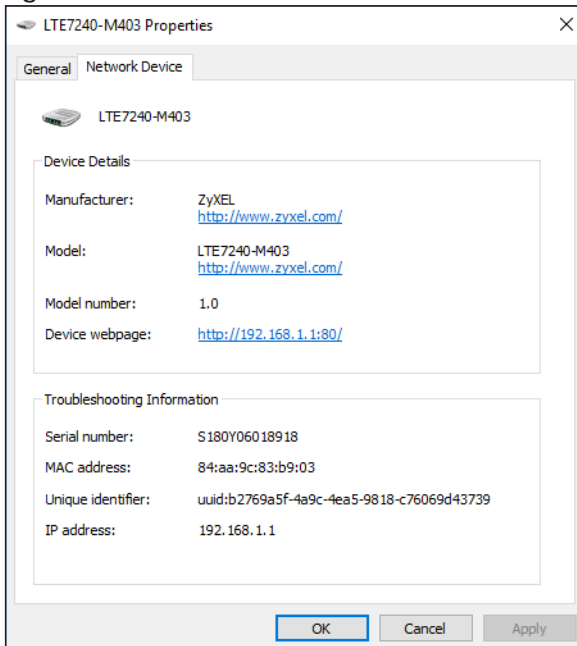 LTE7240-M403 Properties
General Network Device
LTE7240-M403
Device Details
Manufacturer: ZyXEL
http://www.zyxel.com/
Model: LTE7240-M403
http://www.zyxel.com/
Model number: 1.0
Device webpage: http://192.168.1.1:80/
Troubleshooting Information
Serial number: S180Y06018918
MAC address: 84:aa:9c:83:b9:03
Unique identifier: uuid:b2769a5f-4a9c-4ea5-9818-c76069d43739
IP address: 192.168.1.1
OK Cancel Apply